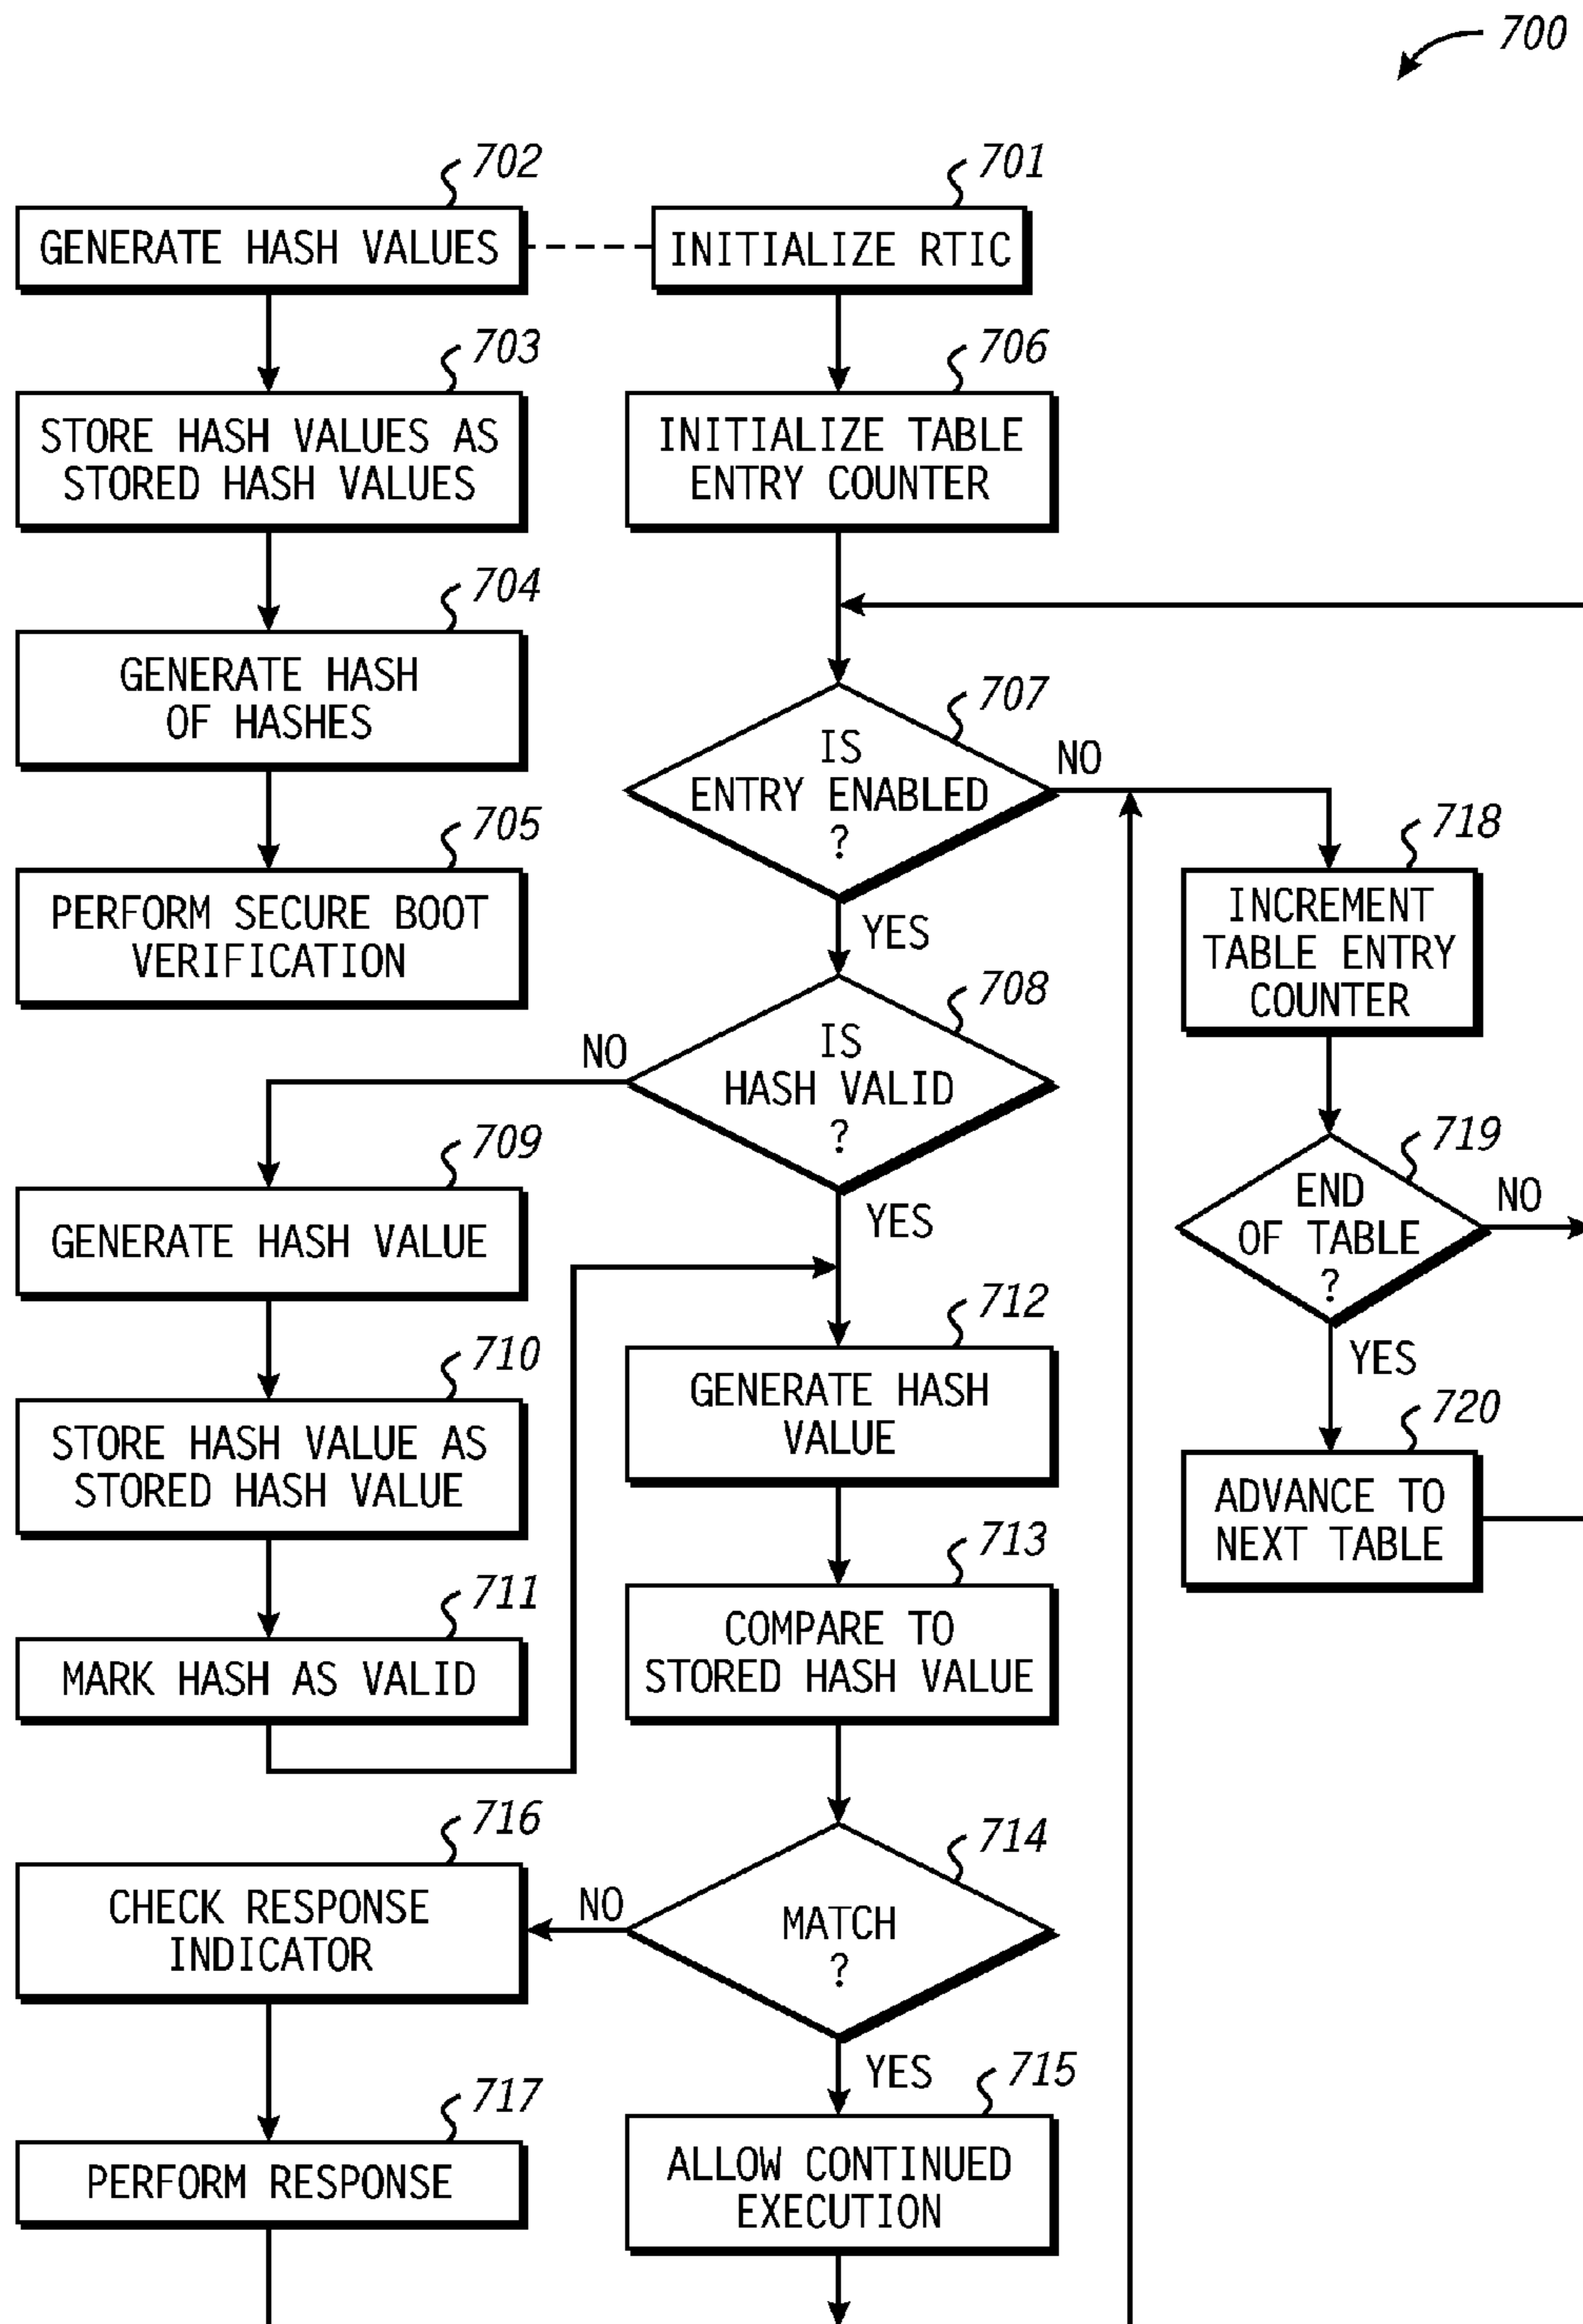 700
702
GENERATE HASH VALUES
701
INITIALIZE RTIC
703
STORE HASH VALUES AS
STORED HASH VALUES
706
INITIALIZE TABLE
ENTRY COUNTER
704
GENERATE HASH
OF HASHES
707
IS
ENTRY ENABLED
?
NO
YES
705
PERFORM SECURE BOOT
VERIFICATION
718
INCREMENT
TABLE ENTRY
COUNTER
708
IS
HASH VALID
?
NO
YES
719
END
OF TABLE
?
NO
YES
709
GENERATE HASH VALUE
710
STORE HASH VALUE AS
STORED HASH VALUE
711
MARK HASH AS VALID
712
GENERATE HASH
VALUE
720
ADVANCE TO
NEXT TABLE
713
COMPARE TO
STORED HASH VALUE
714
MATCH
?
NO
YES
716
CHECK RESPONSE
INDICATOR
717
PERFORM RESPONSE
715
ALLOW CONTINUED
EXECUTION